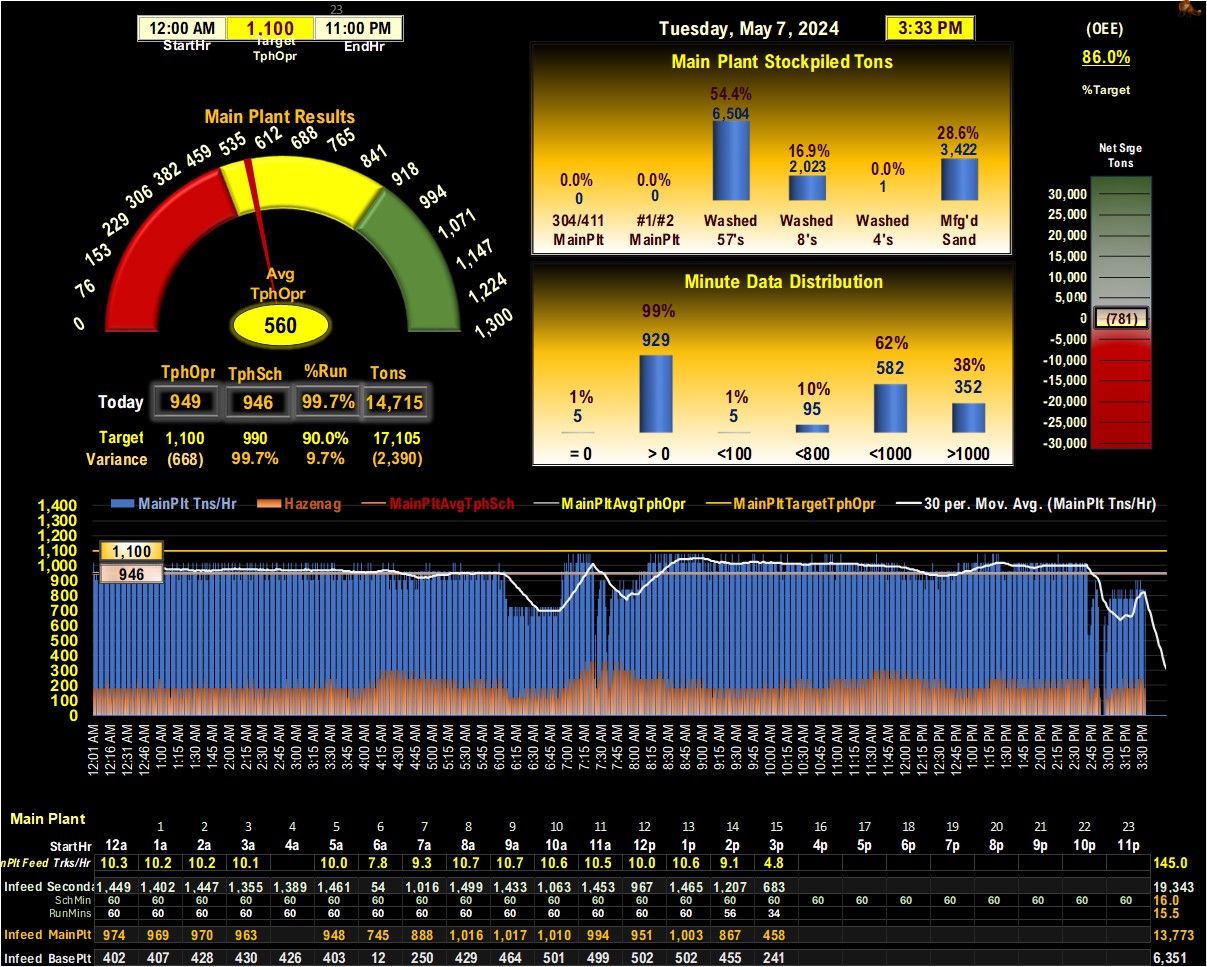 23
12:00 AM 1,100 11:00 PM
StartHr Target TphOpr EndHr
Tuesday, May 7, 2024 3:33 PM
(OEE)
86.0%
%Target
Main Plant Results
0 76 153 229 306 382 459 535 612 688 765 841 918 994 1,071 1,147 1,224 1,300
Avg
TphOpr
560
TphOpr TphSch %Run Tons
Today 949 946 99.7% 14,715
Target 1,100 990 90.0% 17,105
Variance (668) 99.7% 9.7% (2,390)
Main Plant Stockpiled Tons
0.0% 0.0% 54.4% 16.9% 0.0% 28.6%
0 0 6,504 2,023 1 3,422
304/411 #1/#2 Washed Washed Washed Mfg'd
MainPlt MainPlt 57's 8's 4's Sand
Minute Data Distribution
1% 99% 1% 10% 62% 38%
5 929 5 95 582 352
= 0 > 0 <100 <800 <1000 >1000
Net Srge
Tons
30,000
25,000
20,000
15,000
10,000
5,000
0 (781)
-5,000
-10,000
-15,000
-20,000
-25,000
-30,000
MainPlt Tns/Hr Hazenag MainPltAvgTphSch MainPltAvgTphOpr MainPltTargetTphOpr 30 per. Mov. Avg. (MainPlt Tns/Hr)
1,400
1,300
1,200
1,100 1,100
1,000
900 946
800
700
600
500
400
300
200
100
0
12:01 AM 12:16 AM 12:31 AM 12:46 AM 1:00 AM 1:15 AM 1:30 AM 1:45 AM 2:00 AM 2:15 AM 2:30 AM 2:45 AM 3:00 AM 3:15 AM 3:30 AM 3:45 AM 4:00 AM 4:15 AM 4:30 AM 4:45 AM 5:00 AM 5:15 AM 5:30 AM 5:45 AM 6:00 AM 6:15 AM 6:30 AM 6:45 AM 7:00 AM 7:15 AM 7:30 AM 7:45 AM 8:00 AM 8:15 AM 8:30 AM 8:45 AM 9:00 AM 9:15 AM 9:30 AM 9:45 AM 10:00 AM 10:15 AM 10:30 AM 10:45 AM 11:00 AM 11:15 AM 11:30 AM 11:45 AM 12:00 PM 12:15 PM 12:30 PM 12:45 PM 1:00 PM 1:15 PM 1:30 PM 1:45 PM 2:00 PM 2:15 PM 2:30 PM 2:45 PM 3:00 PM 3:15 PM 3:30 PM
Main Plant
1 2 3 4 5 6 7 8 9 10 11 12 13 14 15 16 17 18 19 20 21 22 23
StartHr 12a 1a 2a 3a 4a 5a 6a 7a 8a 9a 10a 11a 12p 1p 2p 3p 4p 5p 6p 7p 8p 9p 10p 11p
nPlt Feed Trks/Hr 10.3 10.2 10.2 10.1 10.0 7.8 9.3 10.7 10.7 10.6 10.5 10.0 10.6 9.1 4.8 145.0
Infeed Seconda 1,449 1,402 1,447 1,355 1,389 1,461 54 1,016 1,499 1,433 1,063 1,453 967 1,465 1,207 683 19,343
SchMin 60 60 60 60 60 60 60 60 60 60 60 60 60 60 60 60 60 60 60 60 60 60 60 60 16.0
RunMins 60 60 60 60 60 60 60 60 60 60 60 60 60 56 34 15.5
Infeed MainPlt 974 969 970 963 948 745 888 1,016 1,017 1,010 994 951 1,003 867 458 13,773
Infeed BasePlt 402 407 428 430 426 403 12 250 429 464 501 499 502 502 455 241 6,351